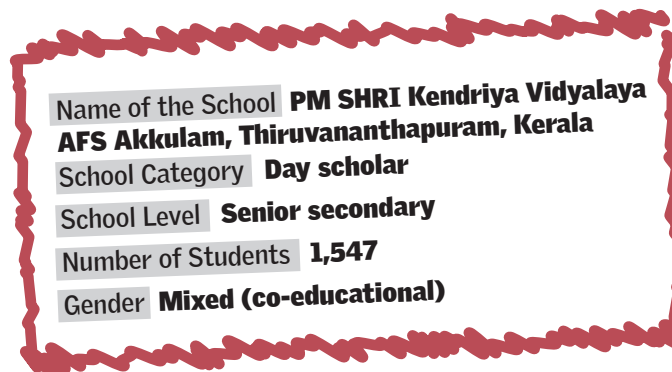 Name of the School PM SHRI Kendriya Vidyalaya
AFS Akkulam, Thiruvananthapuram, Kerala
School Category Day scholar
School Level Senior secondary
Number of Students 1,547
Gender Mixed (co-educational)